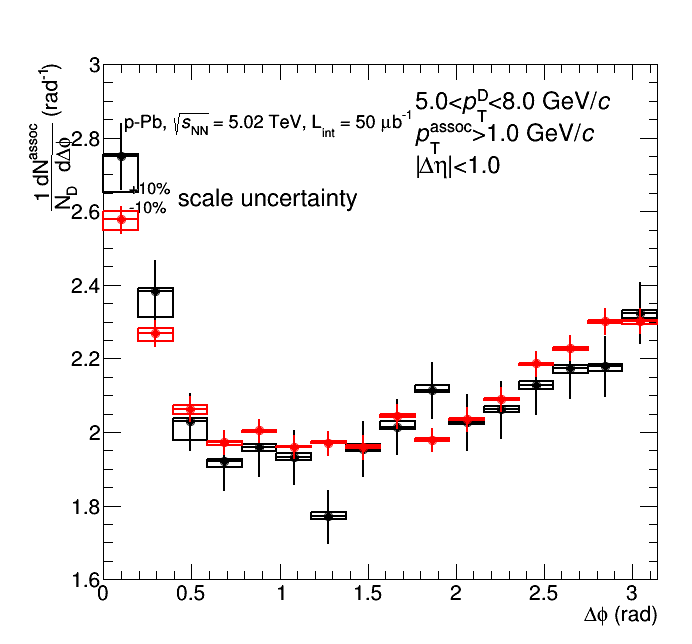 3
2.8
2.6
2.4
2.2
2
1.8
1.6
1 dN^assoc
N_D dΔϕ (rad^-1)
p-Pb, √s_NN = 5.02 TeV, L_int = 50 μb^-1
5.0<p_T^D<8.0 GeV/c
p_T^assoc>1.0 GeV/c
|Δη|<1.0
+10%
-10% scale uncertainty
0 0.5 1 1.5 2 2.5 3
Δϕ (rad)